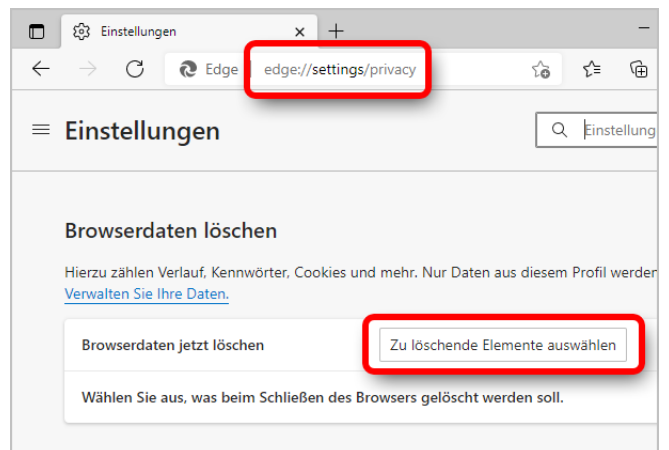 Einstellungen
Edge edge://settings/privacy
Einstellungen
Einstellung
Browserdaten löschen
Hierzu zählen Verlauf, Kennwörter, Cookies und mehr. Nur Daten aus diesem Profil werden
Verwalten Sie Ihre Daten.
Browserdaten jetzt löschen Zu löschende Elemente auswählen
Wählen Sie aus, was beim Schließen des Browsers gelöscht werden soll.